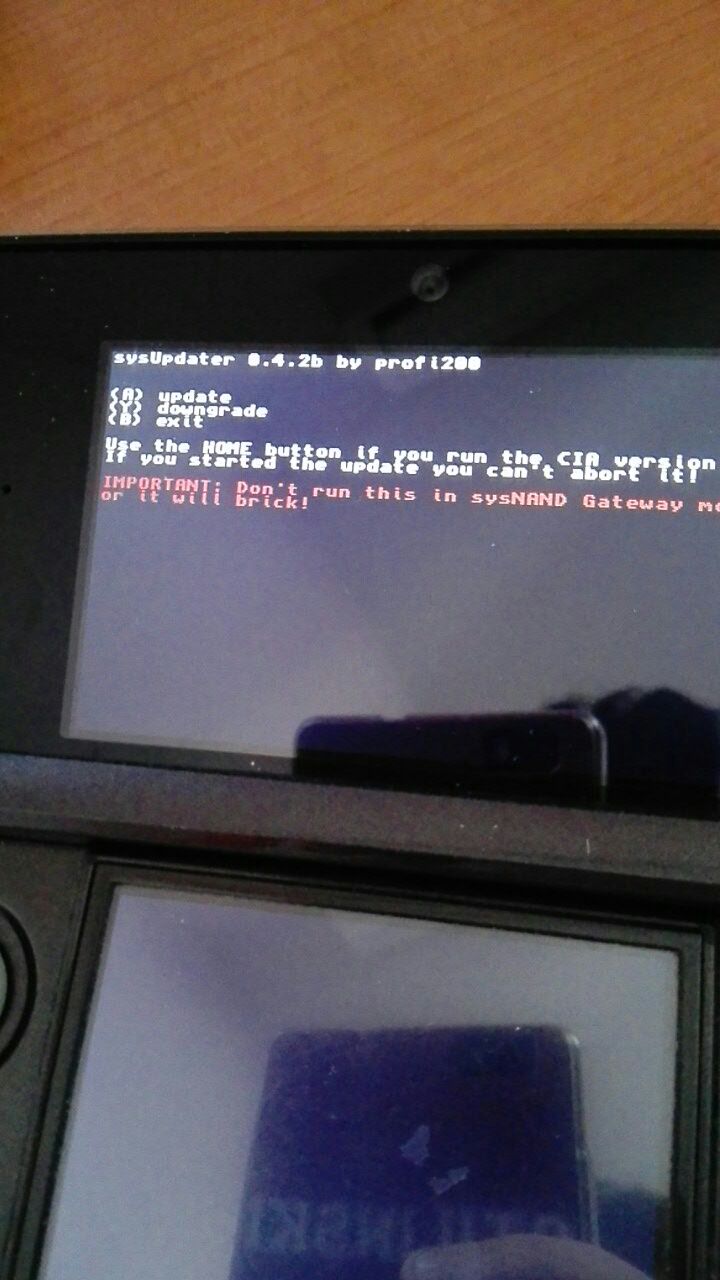 sysUpdater 0.4.2b by profi200
(A) update
(Y) downgrade
(B) exit
Use the HOME button if you run the CIA version
If you started the update you can't abort it!
IMPORTANT: Don't run this in sysNAND Gateway
or it will brick!